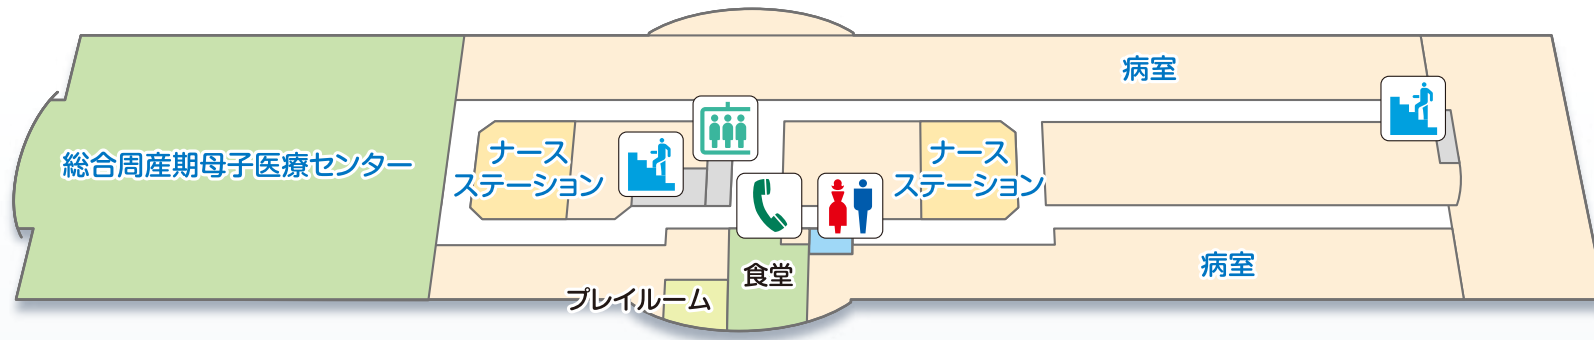 病室
総合周産期母子医療センター
ナース
ステーション
ナース
ステーション
食堂
病室
プレイルーム